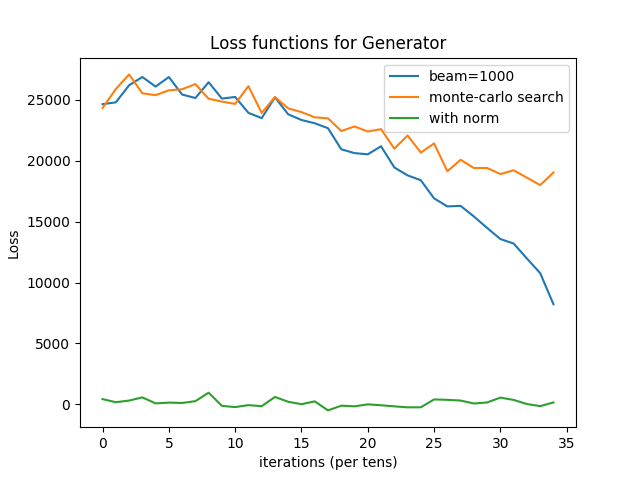 Loss functions for Generator
beam=1000
monte-carlo search
with norm
Loss
25000
20000
15000
10000
5000
0
0 5 10 15 20 25 30 35
iterations (per tens)